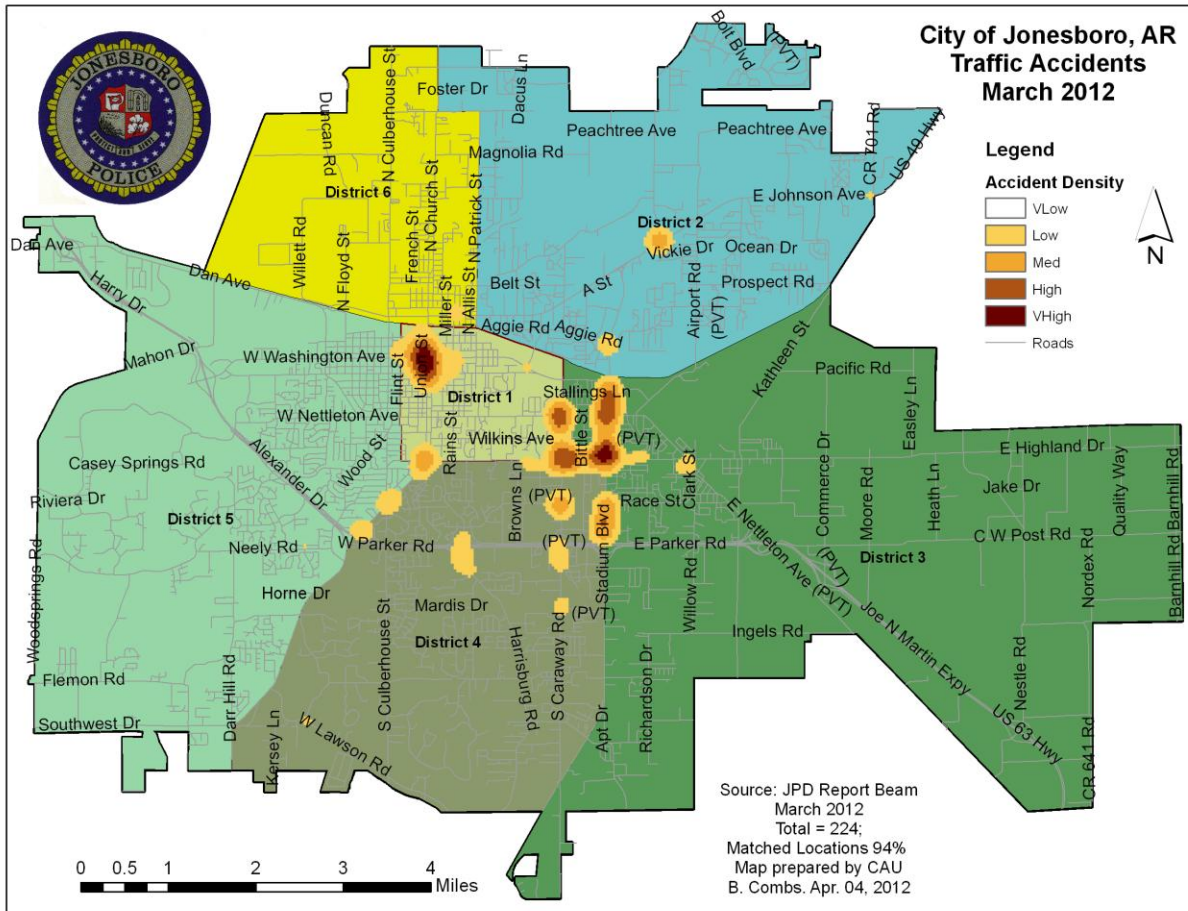 City of Jonesboro, AR
Traffic Accidents
March 2012
Legend
Accident Density
VLow
Low
Med
High
VHigh
Roads
N
JONESBORO
POLICE
Bolt Blvd
(PVT)
N Culberhouse St
Foster Dr
Dacus Ln
Duncan Rd
Peachtree Ave
Peachtree Ave
CR 701 Rd
US 49 Hwy
Magnolia Rd
N Church St
N Patrick St
District 6
E Johnson Ave
French St
District 2
Willett Rd
N Floyd St
Vickie Dr
Ocean Dr
Dan Ave
Dan Ave
Harry Dr
Miller St
N Allis St
Belt St
A St
Airport Rd
(PVT)
Prospect Rd
Aggie Rd
Aggie Rd
Mahon Dr
W Washington Ave
Flint St
Union St
Kathleen St
Pacific Rd
Easley Ln
District 1
Stallings Ln
W Nettleton Ave
Rains St
Wilkins Ave
Bittle St
(PVT)
E Highland Dr
Wood St
Casey Springs Rd
Alexander Dr
Browns Ln
Clark St
Commerce Dr
Moore Rd
Heath Ln
Jake Dr
Quality Way
Barnhill Rd
Barnhill Rd
Riviera Dr
(PVT)
Race St
District 5
E Nettleton Ave
(PVT)
Neely Rd
W Parker Rd
(PVT)
Stadium Blvd
E Parker Rd
(PVT)
District 3
C W Post Rd
Nordex Rd
Woodsprings Rd
Horne Dr
Mardis Dr
(PVT)
Willow Rd
District 4
Ingels Rd
Joe N Martin Expy
S Culberhouse St
Harrisburg Rd
S Caraway Rd
Richardson Dr
Nestle Rd
Flemon Rd
Darr Hill Rd
Southwest Dr
Kersey Ln
W Lawson Rd
Apt Dr
US 63 Hwy
CR 641 Rd
Source: JPD Report Beam
March 2012
Total = 224;
Matched Locations 94%
Map prepared by CAU
B. Combs. Apr. 04, 2012
0 0.5 1 2 3 4
Miles